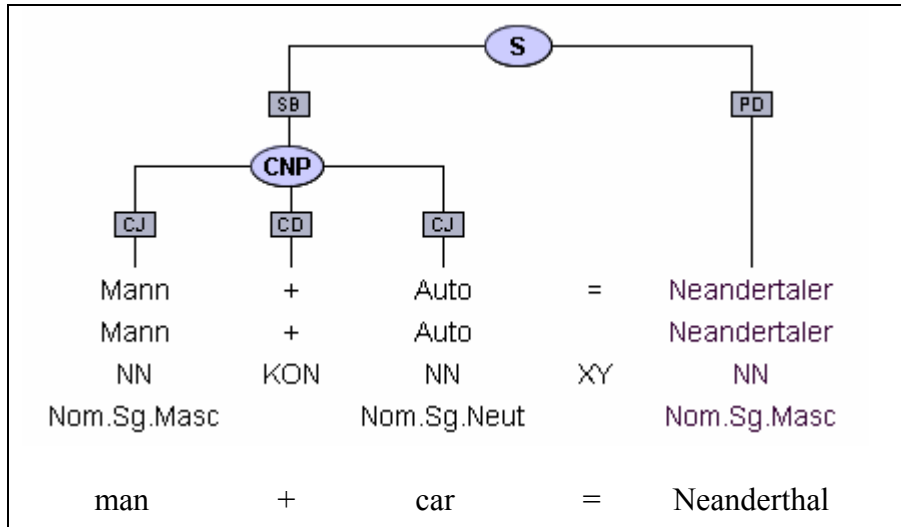 S
SB PD
CNP
CJ CD CJ
Mann + Auto = Neandertaler
Mann + Auto Neandertaler
NN KON NN XY NN
Nom.Sg.Masc Nom.Sg.Neut Nom.Sg.Masc
man + car = Neanderthal